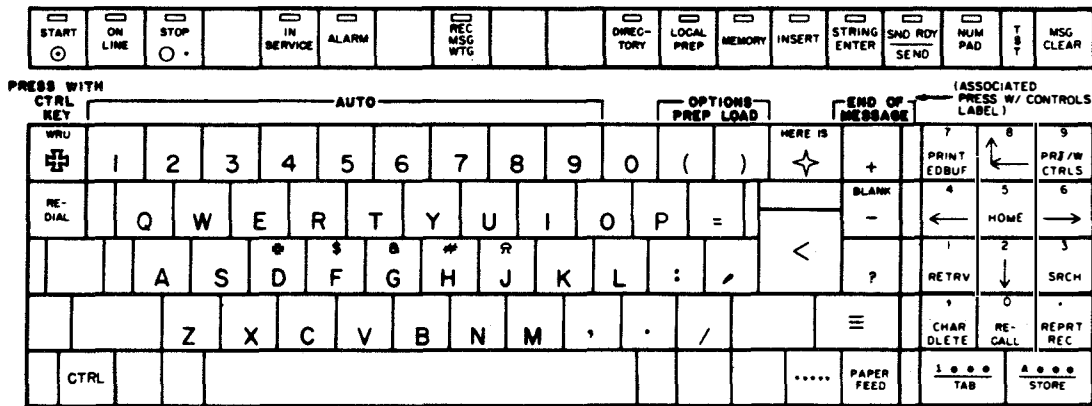 START ON LINE STOP IN SERVICE ALARM REC MSG WTG DIREC- TORY LOCAL PREP MEMORY INSERT STRING ENTER SND RDY SEND NUM PAD TST MSG CLEAR
PRESS WITH CTRL KEY
AUTO
OPTIONS PREP LOAD
END OF MESSAGE
(ASSOCIATED PRESS W/ CONTROLS LABEL)
WRU 1 2 3 4 5 6 7 8 9 0 ( ) HERE IS +
7 PRINT EDBUF 8 9 PRI/W CTRLS
RE- DIAL Q W E R T Y U I O P = BLANK -
4 ← 5 HOME 6 →
A S @ D $ F & G # H J K L : , < ?
1 RETRV 2 ↓ 3 SRCH
Z X C V B N M , . / ≡
, CHAR DLETE 0 RE- CALL . REPRT REC
CTRL ..... PAPER FEED
TAB
STORE